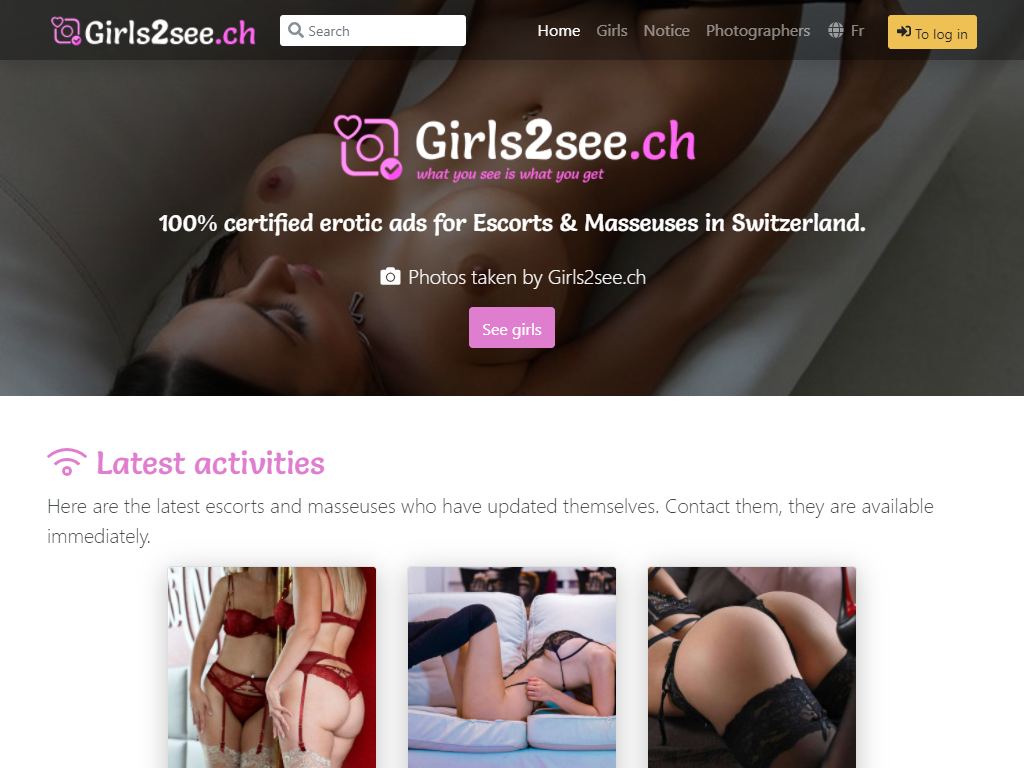 Girls2see.ch
Search
Home
Girls
Notice
Photographers
Fr
To log in
Girls2see.ch
what you see is what you get
100% certified erotic ads for Escorts & Masseuses in Switzerland.
Photos taken by Girls2see.ch
See girls
Latest activities
Here are the latest escorts and masseuses who have updated themselves. Contact them, they are available
immediately.